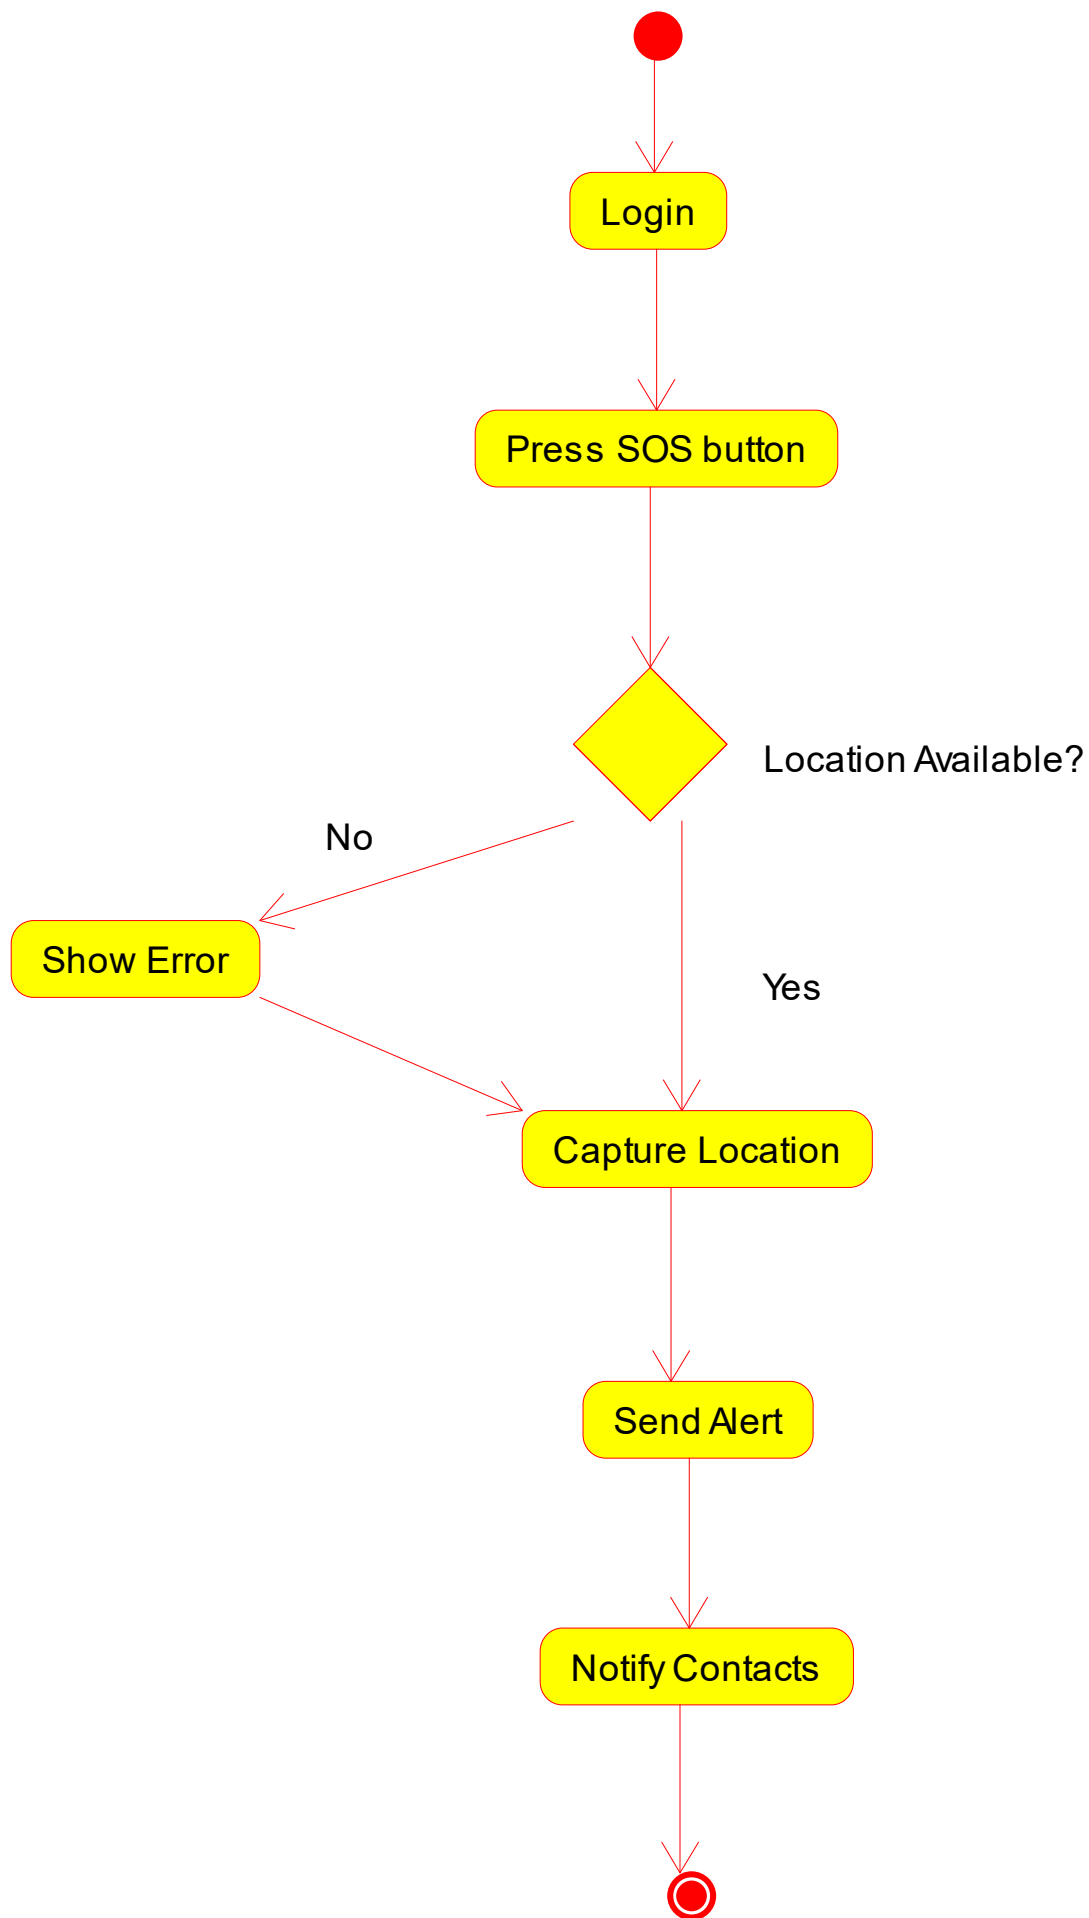 Login
Press SOS button
Location Available?
No
Show Error
Yes
Capture Location
Send Alert
Notify Contacts